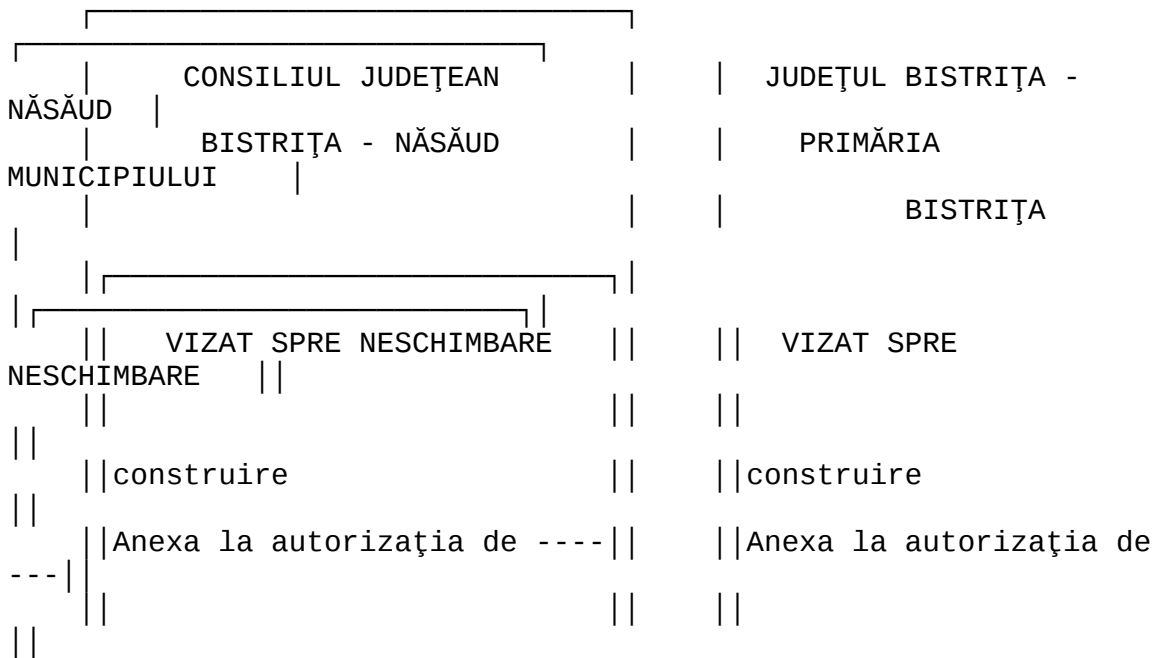 CONSILIUL JUDEŢEAN JUDEŢUL BISTRIŢA -
NĂSĂUD
BISTRIŢA - NĂSĂUD PRIMĂRIA
MUNICIPIULUI
BISTRIŢA
VIZAT SPRE NESCHIMBARE VIZAT SPRE
NESCHIMBARE
construire construire
Anexa la autorizaţia de ---- Anexa la autorizaţia de
---